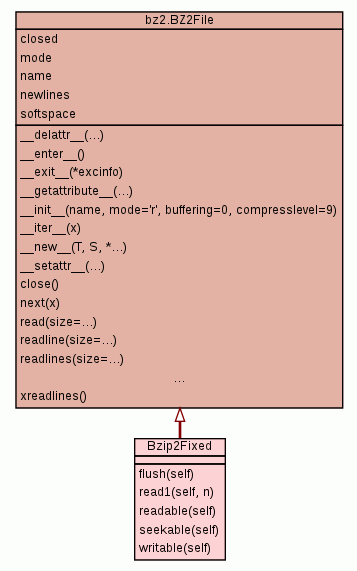 bz2.BZ2File
closed
mode
name
newlines
softspace
__delattr__(...)
__enter__()
__exit__(*excinfo)
__getattribute__(...)
__init__(name, mode='r', buffering=0, compresslevel=9)
__iter__(x)
__new__(T, S, *...)
__setattr__(...)
close()
next(x)
read(size=...)
readline(size=...)
readlines(size=...)
...
xreadlines()
Bzip2Fixed
flush(self)
read1(self, n)
readable(self)
seekable(self)
writable(self)